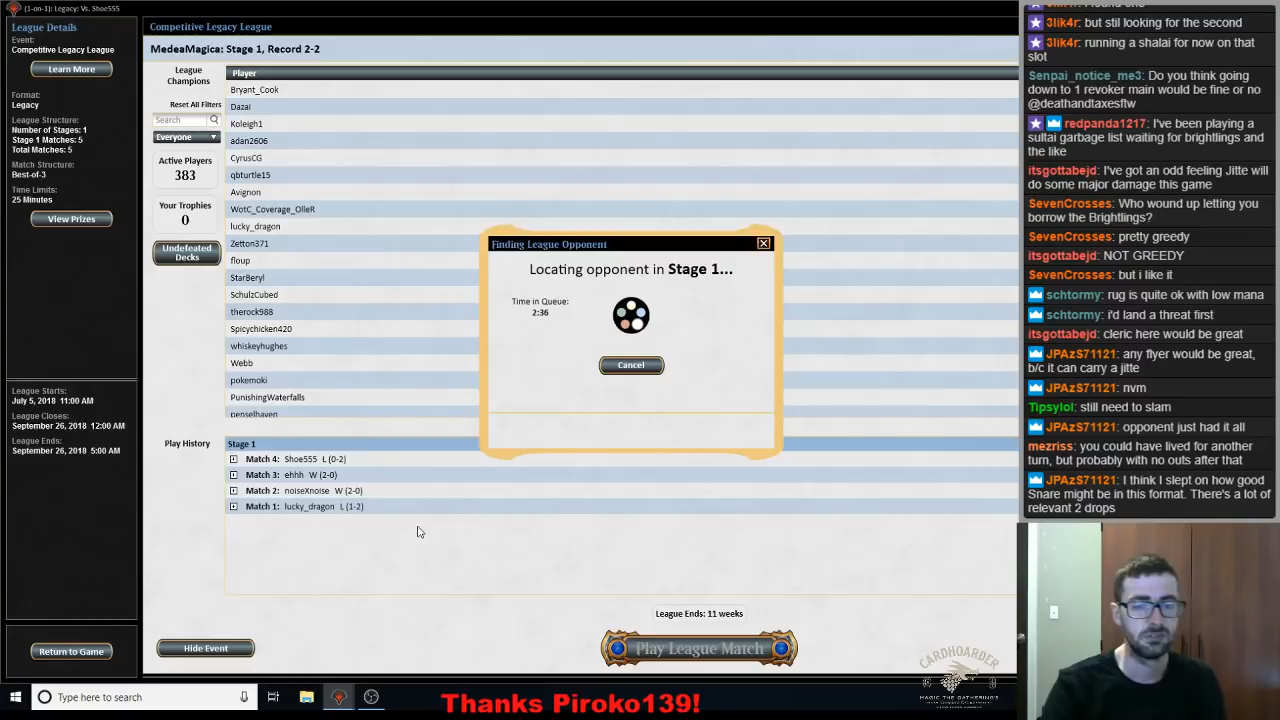 (1-on-1): Legacy: Vs. Shoe555
League Details
Event:
Competitive Legacy League
Learn More
Format:
Legacy
League Structure:
Number of Stages: 1
Stage 1 Matches: 5
Total Matches: 5
Match Structure:
Best-of-3
Time Limits:
25 Minutes
View Prizes
League Starts:
July 5, 2018 11:00 AM
League Closes:
September 26, 2018 12:00 AM
League Ends:
September 26, 2018 5:00 AM
Return to Game
Competitive Legacy League
MedeaMagica: Stage 1, Record 2-2
League
Champions
Reset All Filters
Search
Everyone
Active Players
383
Your Trophies
0
Undefeated
Decks
Player
Bryant_Cook
Dazai
Koleigh1
adan2606
CyrusCG
qbturtle15
Avignon
WotC_Coverage_OlleR
lucky_dragon
Zetton371
floup
StarBeryl
SchulzCubed
therock988
Spicychicken420
whiskeyhughes
Webb
pokemoki
PunishingWaterfalls
penselhaven
Finding League Opponent
Locating opponent in Stage 1...
Time in Queue:
2:36
Cancel
Play History
Stage 1
Match 4: Shoe555 L (0-2)
Match 3: ehhh W (2-0)
Match 2: noiseXnoise W (2-0)
Match 1: lucky_dragon L (1-2)
League Ends: 11 weeks
Hide Event
Play League Match
3lik4r: but stil looking for the second
3lik4r: running a shalai for now on that
slot
Senpai_notice_me3: Do you think going
down to 1 revoker main would be fine or no
@deathandtaxesftw
redpanda1217: I've been playing a
sultai garbage list waiting for brightlings and
the like
itsgottabejd: I've got an odd feeling Jitte will
do some major damage this game
SevenCrosses: Who wound up letting you
borrow the Brightlings?
SevenCrosses: pretty greedy
itsgottabejd: NOT GREEDY
SevenCrosses: but i like it
schtormy: rug is quite ok with low mana
schtormy: i'd land a threat first
itsgottabejd: cleric here would be great
JPAzS71121: any flyer would be great,
b/c it can carry a jitte
JPAzS71121: nvm
Tipsylol: still need to slam
JPAzS71121: opponent just had it all
mezriss: you could have lived for another
turn, but probably with no outs after that
JPAzS71121: I think I slept on how good
Snare might be in this format. There's a lot of
relevant 2 drops
CARDHOARDER
MAGIC THE GATHERING'S
Type here to search
Thanks Piroko139!